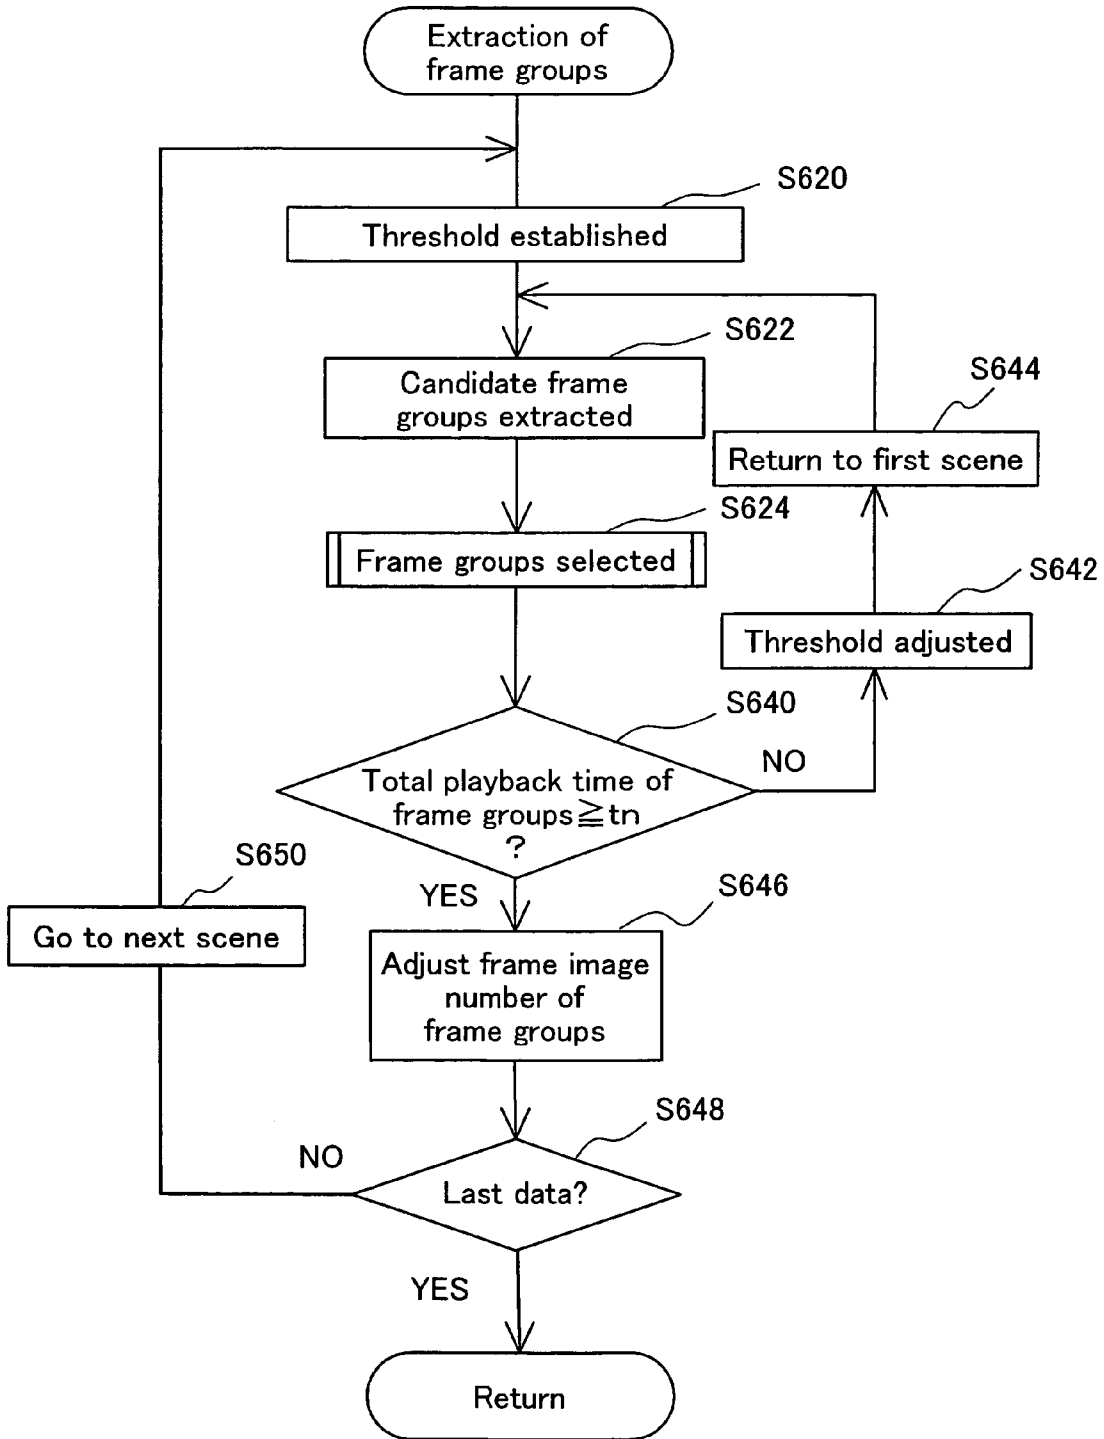 Extraction of
frame groups
S620
Threshold established
S622
Candidate frame
groups extracted
S644
Return to first scene
S624
Frame groups selected
S642
Threshold adjusted
S640
Total playback time of
frame groups≧tn
?
NO
YES
S650
Go to next scene
S646
Adjust frame image
number of
frame groups
S648
Last data?
NO
YES
Return